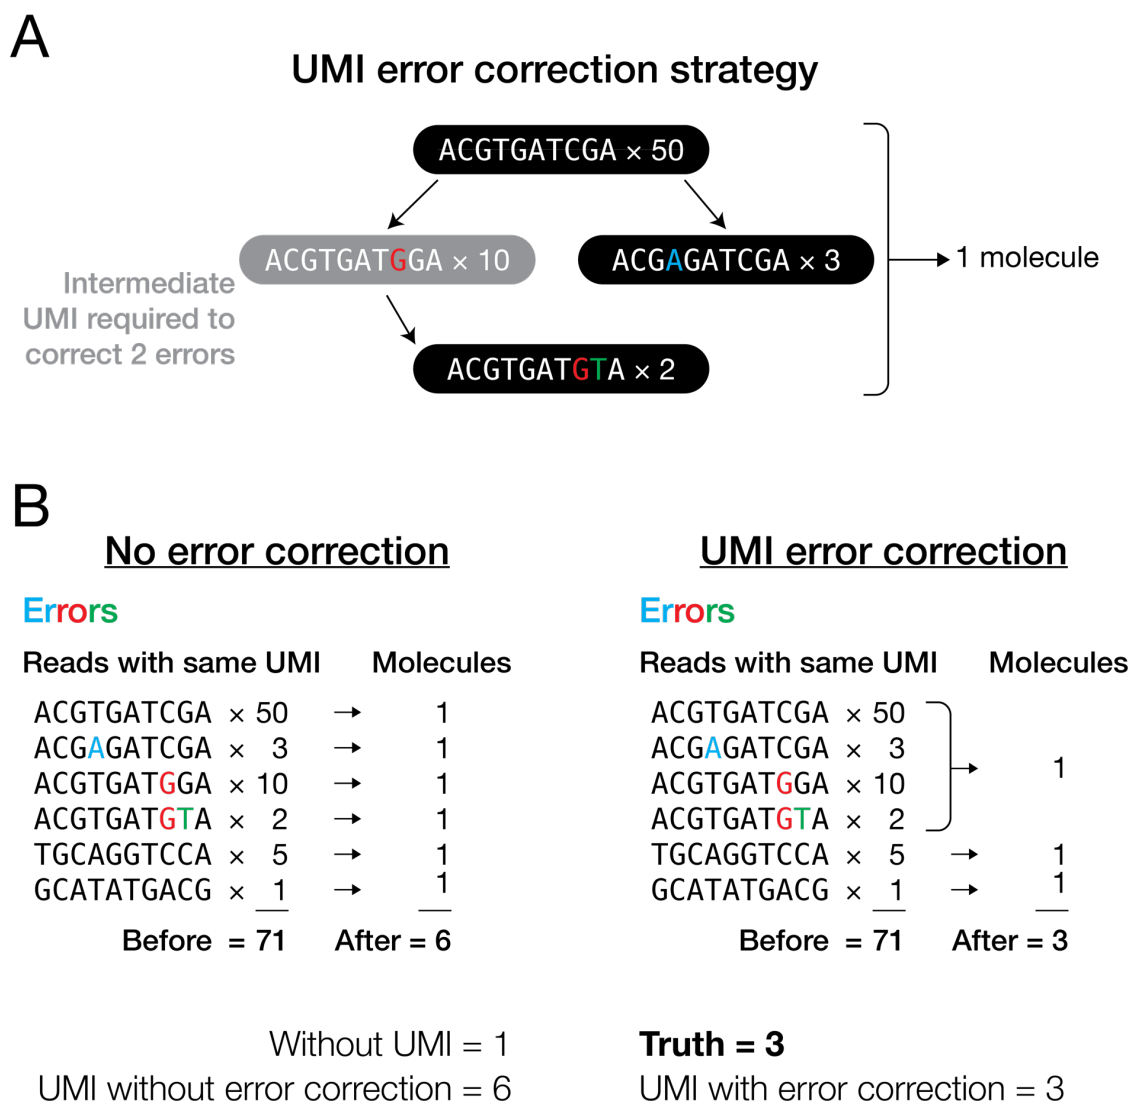 A
UMI error correction strategy
ACGTGATCGA × 50
ACGTGATGGA × 10
ACGAGATCGA × 3
1 molecule
Intermediate
UMI required to
correct 2 errors
ACGTGATGTA × 2
B
No error correction
Errors
Reads with same UMI Molecules
ACGTGATCGA × 50 → 1
ACGAGATCGA × 3 → 1
ACGTGATGGA × 10 → 1
ACGTGATGTA × 2 → 1
TGCAGGTCCA × 5 → 1
GCATATGACG × 1 → 1
Before = 71 After = 6
Without UMI = 1
UMI without error correction = 6
UMI error correction
Errors
Reads with same UMI Molecules
ACGTGATCGA × 50
ACGAGATCGA × 3
1
ACGTGATGGA × 10
ACGTGATGTA × 2
TGCAGGTCCA × 5 → 1
GCATATGACG × 1 → 1
Before = 71 After = 3
Truth = 3
UMI with error correction = 3